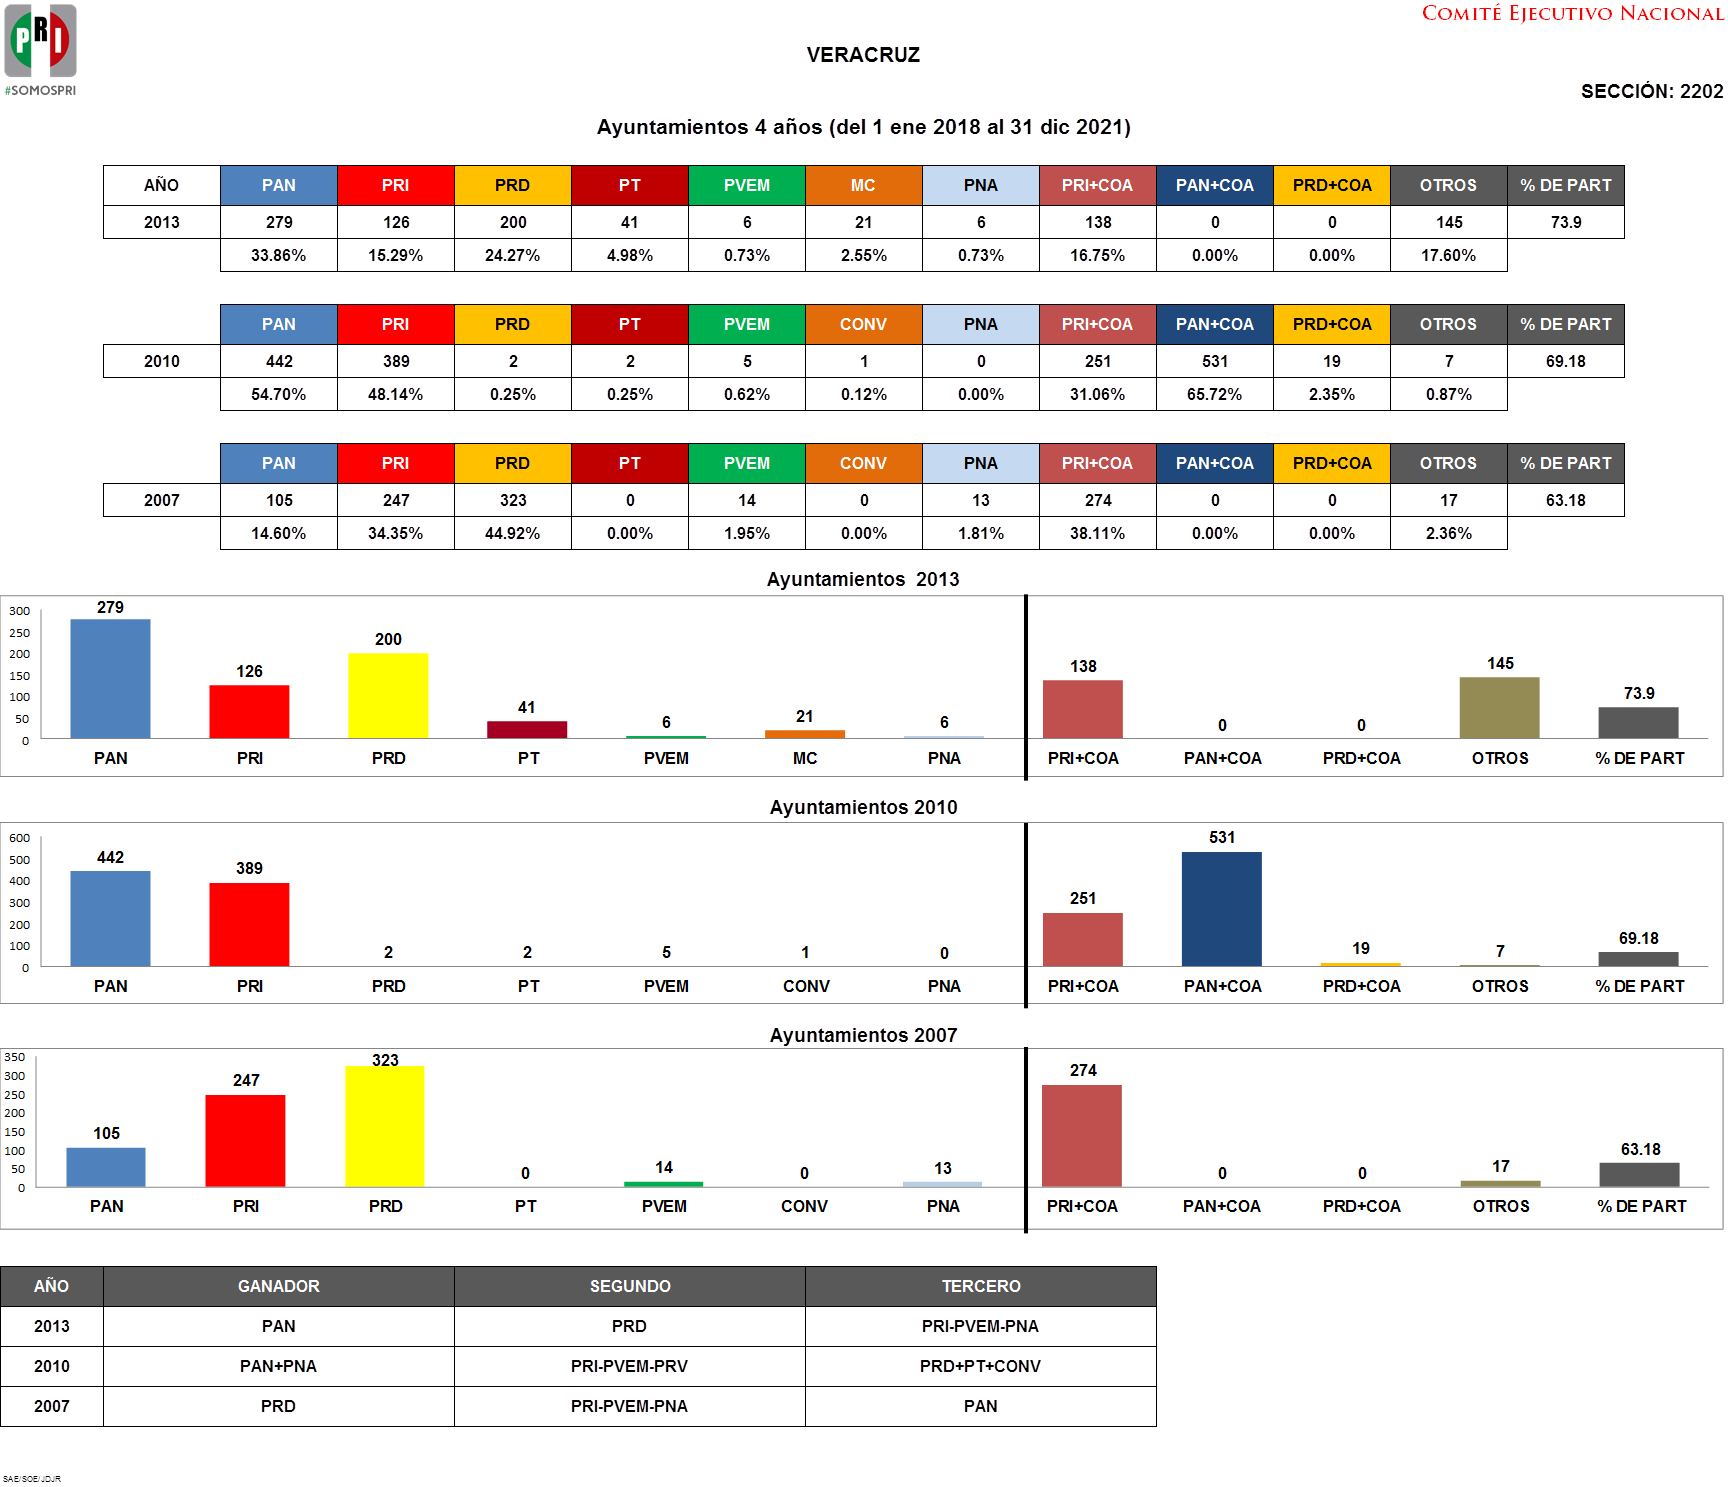 PRI
#SOMOSPRI
COMITÉ EJECUTIVO NACIONAL
VERACRUZ
SECCIÓN: 2202
Ayuntamientos 4 años (del 1 ene 2018 al 31 dic 2021)
AÑO PAN PRI PRD PT PVEM MC PNA PRI+COA PAN+COA PRD+COA OTROS % DE PART
2013 279 126 200 41 6 21 6 138 0 0 145 73.9
33.86% 15.29% 24.27% 4.98% 0.73% 2.55% 0.73% 16.75% 0.00% 0.00% 17.60%
PAN PRI PRD PT PVEM CONV PNA PRI+COA PAN+COA PRD+COA OTROS % DE PART
2010 442 389 2 2 5 1 0 251 531 19 7 69.18
54.70% 48.14% 0.25% 0.25% 0.62% 0.12% 0.00% 31.06% 65.72% 2.35% 0.87%
PAN PRI PRD PT PVEM CONV PNA PRI+COA PAN+COA PRD+COA OTROS % DE PART
2007 105 247 323 0 14 0 13 274 0 0 17 63.18
14.60% 34.35% 44.92% 0.00% 1.95% 0.00% 1.81% 38.11% 0.00% 0.00% 2.36%
Ayuntamientos 2013
300
250
200
150
100
50
0
279 126 200 41 6 21 6 138 0 0 145 73.9
PAN PRI PRD PT PVEM MC PNA PRI+COA PAN+COA PRD+COA OTROS % DE PART
Ayuntamientos 2010
600
500
400
300
200
100
0
442 389 2 2 5 1 0 251 531 19 7 69.18
PAN PRI PRD PT PVEM CONV PNA PRI+COA PAN+COA PRD+COA OTROS % DE PART
Ayuntamientos 2007
350
300
250
200
150
100
50
0
105 247 323 0 14 0 13 274 0 0 17 63.18
PAN PRI PRD PT PVEM CONV PNA PRI+COA PAN+COA PRD+COA OTROS % DE PART
AÑO GANADOR SEGUNDO TERCERO
2013 PAN PRD PRI-PVEM-PNA
2010 PAN+PNA PRI-PVEM-PRV PRD+PT+CONV
2007 PRD PRI-PVEM-PNA PAN
SAE/SOE/JDJR